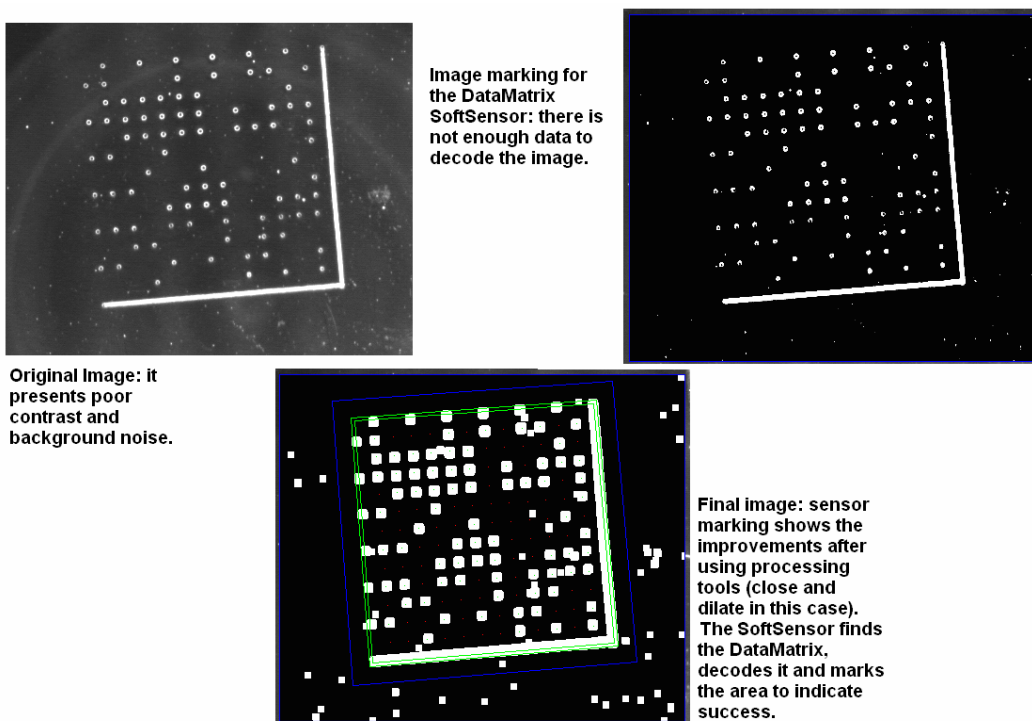 Image marking for
the DataMatrix
SoftSensor: there is
not enough data to
decode the image.
Original Image: it
presents poor
contrast and
background noise.
Final image: sensor
marking shows the
improvements after
using processing
tools (close and
dilate in this case).
The SoftSensor finds
the DataMatrix,
decodes it and marks
the area to indicate
success.